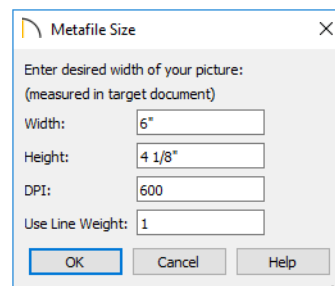 Metafile Size
Enter desired width of your picture:
(measured in target document)
Width: 6"
Height: 4 1/8"
DPI: 600
Use Line Weight: 1
OK Cancel Help